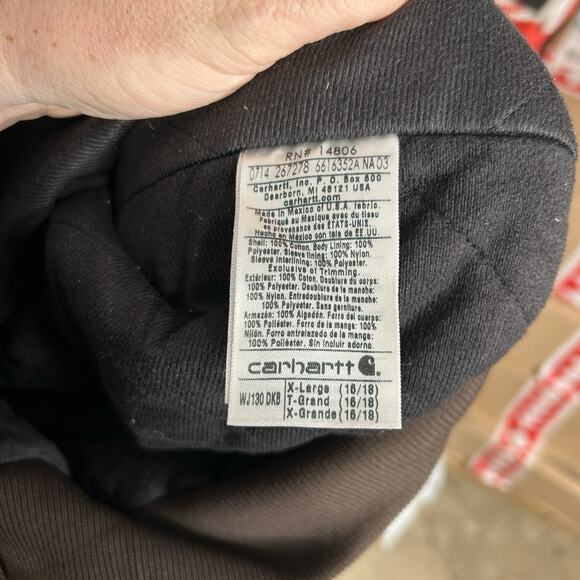 RN# 14806
0714 267278 6616352A NA 03
Carhartt, Inc. P. O. Box 600
Dearborn, MI 48121 USA
carhartt.com
Made in Mexico of U.S.A. fabric.
Fabriqué au Mexique avec du tissu
en provenance des ÉTATS-UNIS.
Hecho en México con tela de EE.UU.
Shell: 100% Cotton. Body Lining: 100%
Polyester. Sleeve lining: 100% Nylon.
Sleeve interlining: 100% Polyester.
Exclusive of Trimming.
Extérieur: 100% Coton. Doublure du corps:
100% Polyester. Doublure de la manche:
100% Nylon. Entredoublure de la manche:
100% Polyester. Sans garniture.
Armazón: 100% Algodón. Forro del cuerpo:
100% Poliéster. Forro de la manga: 100%
Nilón. Forro entrelazado de la manga:
100% Poliéster. Sin incluir adorno.
carhartt
WJ130 DKB
X-Large (16/18)
T-Grand (16/18)
X-Grande (16/18)